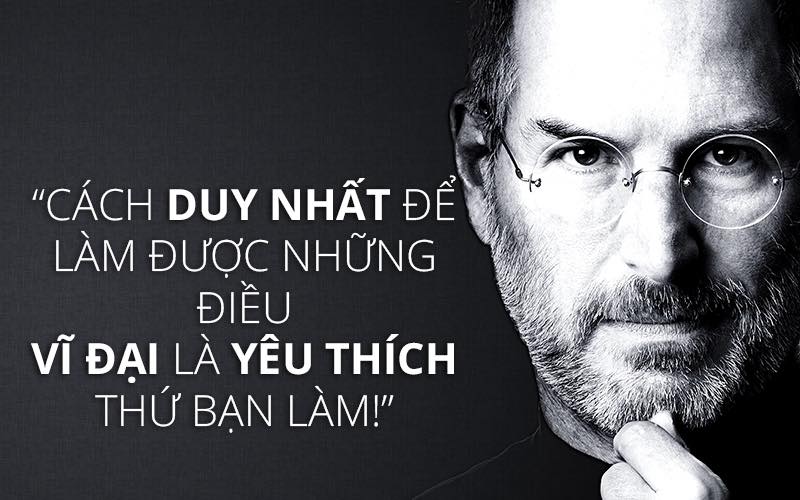 “CÁCH DUY NHẤT ĐỂ
LÀM ĐƯỢC NHỮNG
ĐIỀU
VĨ ĐẠI LÀ YÊU THÍCH
THỨ BẠN LÀM!”